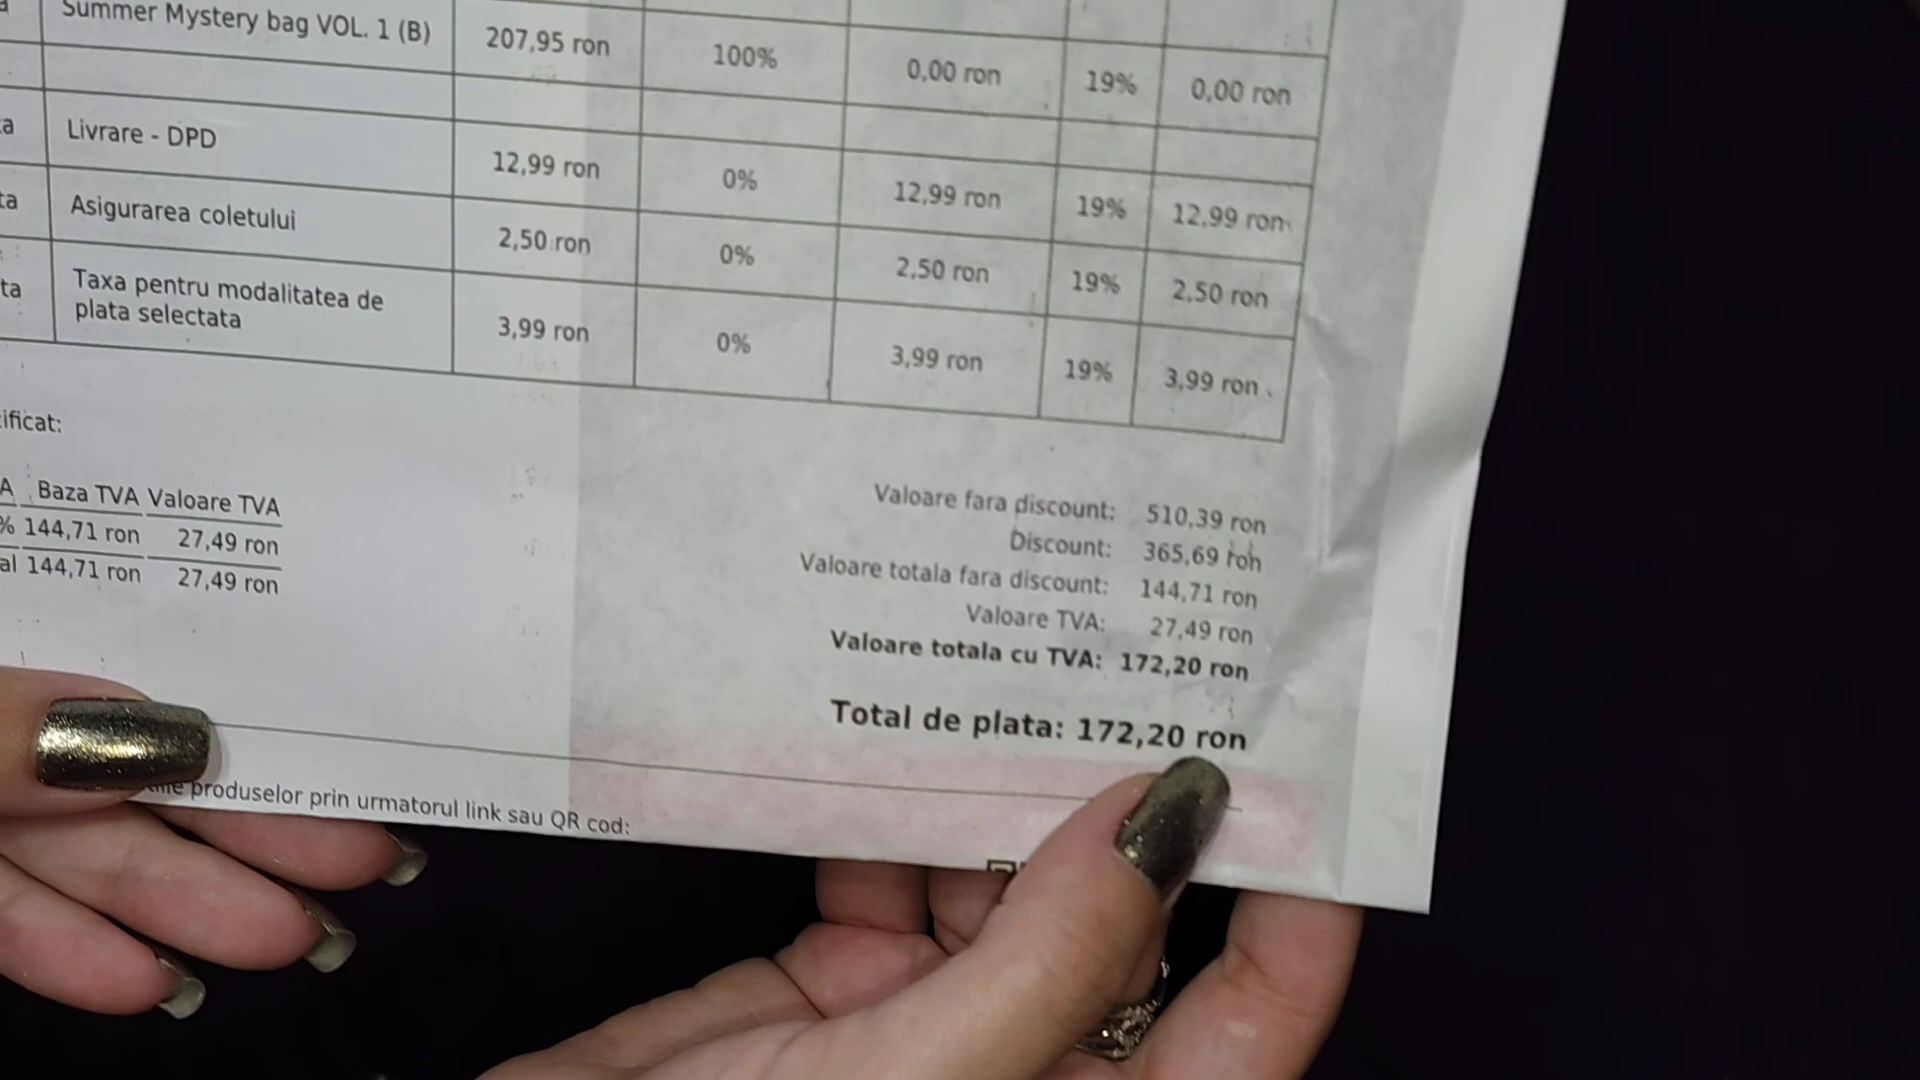 Summer Mystery bag VOL. 1 (B) 207,95 ron 100% 0,00 ron 19% 0,00 ron
ta Livrare - DPD 12,99 ron 0% 12,99 ron 19% 12,99 ron
ta Asigurarea coletului 2,50 ron 0% 2,50 ron 19% 2,50 ron
ta Taxa pentru modalitatea de
plata selectata 3,99 ron 0% 3,99 ron 19% 3,99 ron
ificat:
A Baza TVA Valoare TVA
% 144,71 ron 27,49 ron
al 144,71 ron 27,49 ron
Valoare fara discount: 510,39 ron
Discount: 365,69 ron
Valoare totala fara discount: 144,71 ron
Valoare TVA: 27,49 ron
Valoare totala cu TVA: 172,20 ron
Total de plata: 172,20 ron
produselor prin urmatorul link sau QR cod: